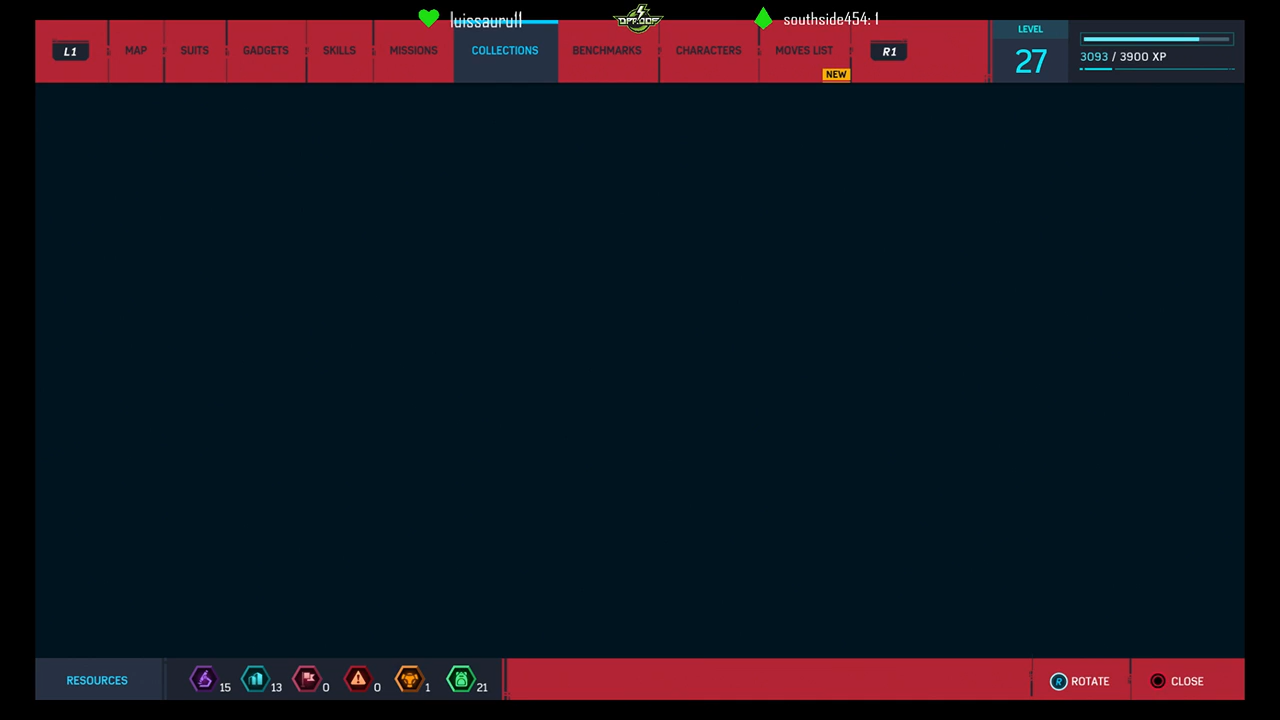 luissaurull
OPROOF
southside454: 1
L1
MAP
SUITS
GADGETS
SKILLS
MISSIONS
COLLECTIONS
BENCHMARKS
CHARACTERS
MOVES LIST
NEW
R1
LEVEL
27
3093 / 3900 XP
RESOURCES
15
13
0
0
1
21
R ROTATE
CLOSE